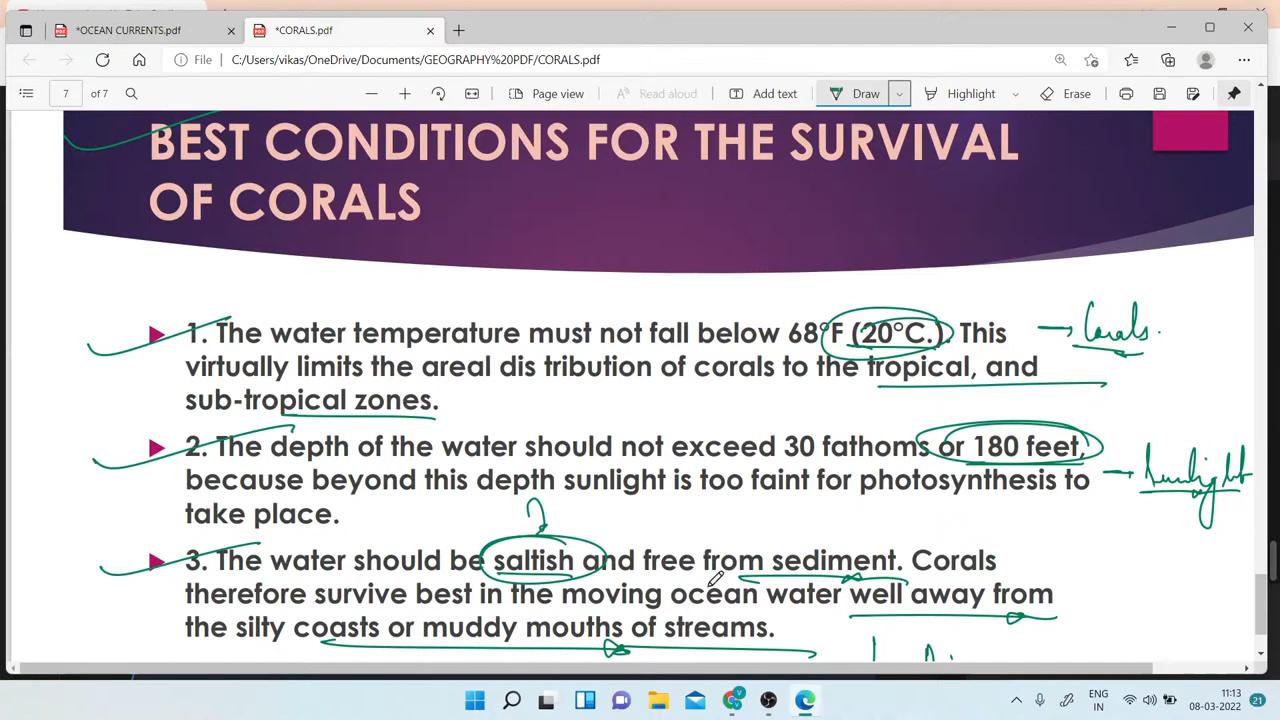 *OCEAN CURRENTS.pdf
*CORALS.pdf
File C:/Users/vikas/OneDrive/Documents/GEOGRAPHY%20PDF/CORALS.pdf
7 of 7 Page view Read aloud Add text Draw Highlight Erase
BEST CONDITIONS FOR THE SURVIVAL
OF CORALS
1. The water temperature must not fall below 68°F (20°C.). This
virtually limits the areal dis tribution of corals to the tropical, and
sub-tropical zones.
Corals.
2. The depth of the water should not exceed 30 fathoms or 180 feet,
because beyond this depth sunlight is too faint for photosynthesis to
take place.
Sunlight
3. The water should be saltish and free from sediment. Corals
therefore survive best in the moving ocean water well away from
the silty coasts or muddy mouths of streams.
ENG
IN
11:13
08-03-2022
21